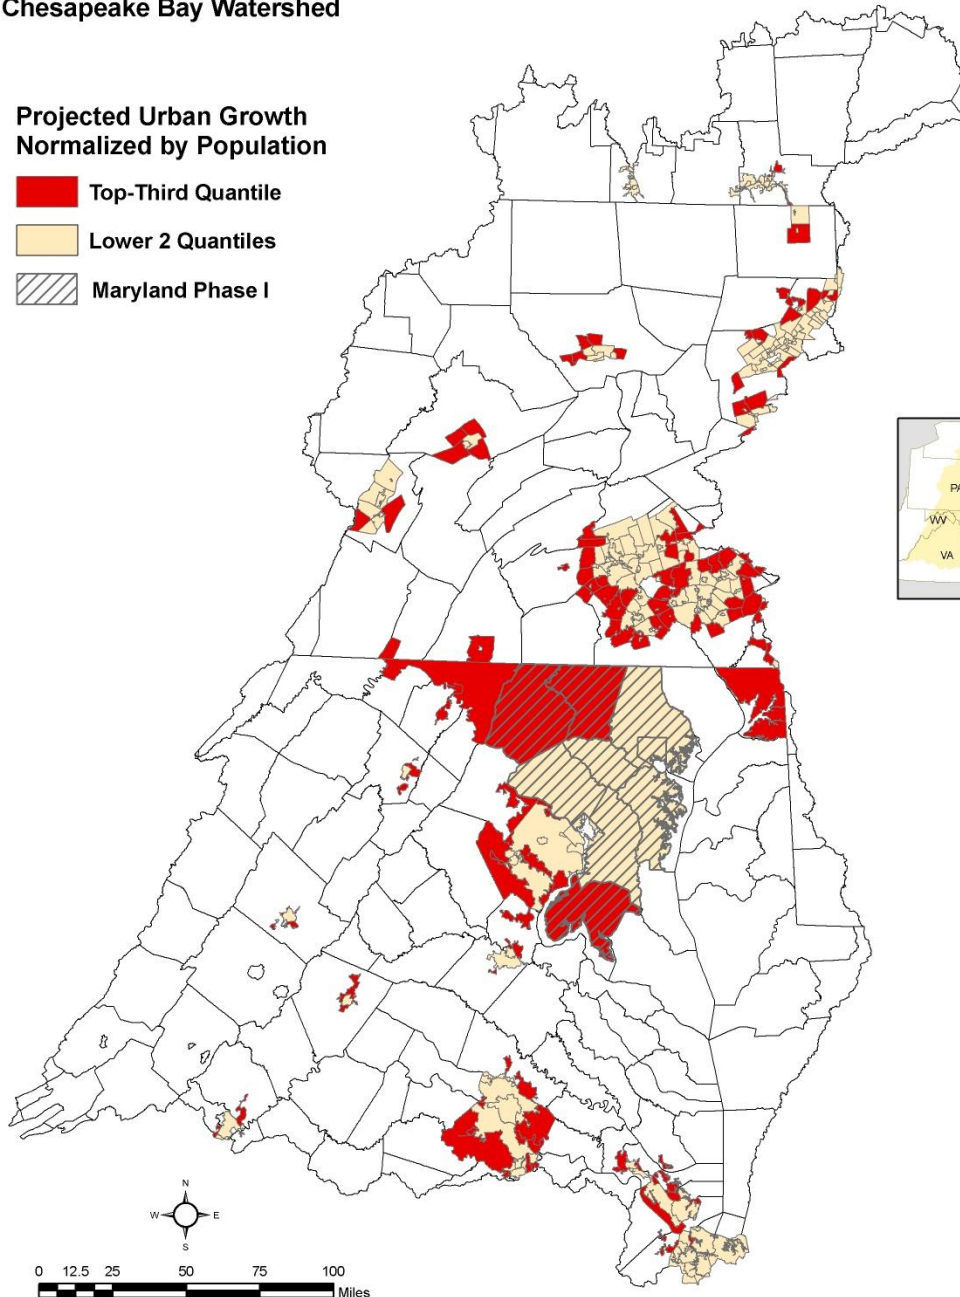 Chesapeake Bay Watershed
Projected Urban Growth
Normalized by Population
Top-Third Quantile
Lower 2 Quantiles
Maryland Phase I
PA
WV
VA
N
W E
S
0 12.5 25 50 75 100
Miles